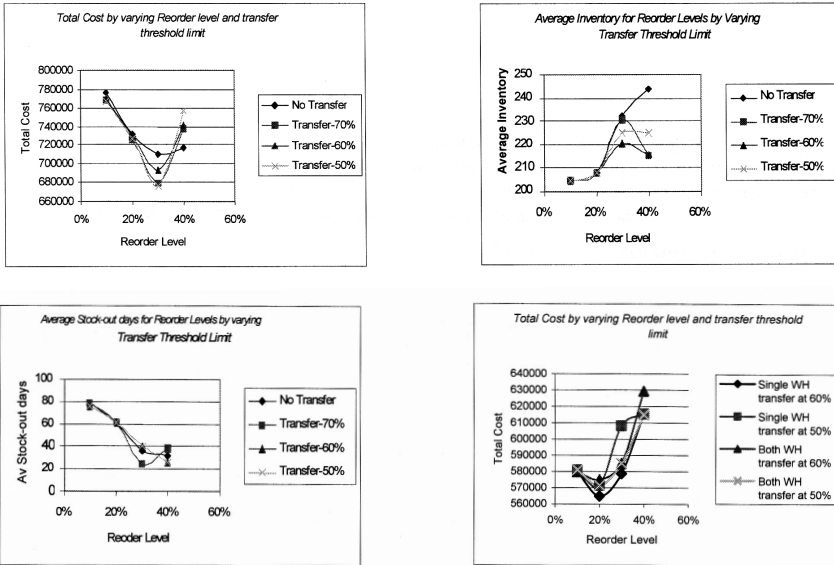 Total Cost by varying Reorder level and transfer
threshold limit
800000
780000
760000
740000
720000
700000
680000
660000
Total Cost
0%
20%
40%
60%
Reorder Level
No Transfer
Transfer-70%
Transfer-60%
Transfer-50%
Average Inventory for Reorder Levels by Varying
Transfer Threshold Limit
250
240
230
220
210
200
Average Inventory
0%
20%
40%
60%
Reorder Level
No Transfer
Transfer-70%
Transfer-60%
Transfer-50%
Average Stock-out days for Reorder Levels by varying
Transfer Threshold Limit
100
80
60
40
20
0
Av Stock-out days
0%
20%
40%
60%
Reoder Level
No Transfer
Transfer-70%
Transfer-60%
Transfer-50%
Total Cost by varying Reorder level and transfer threshold
limit
640000
630000
620000
610000
600000
590000
580000
570000
560000
Total Cost
0%
20%
40%
60%
Reorder Level
Single WH
transfer at 60%
Single WH
transfer at 50%
Both WH
transfer at 60%
Both WH
transfer at 50%